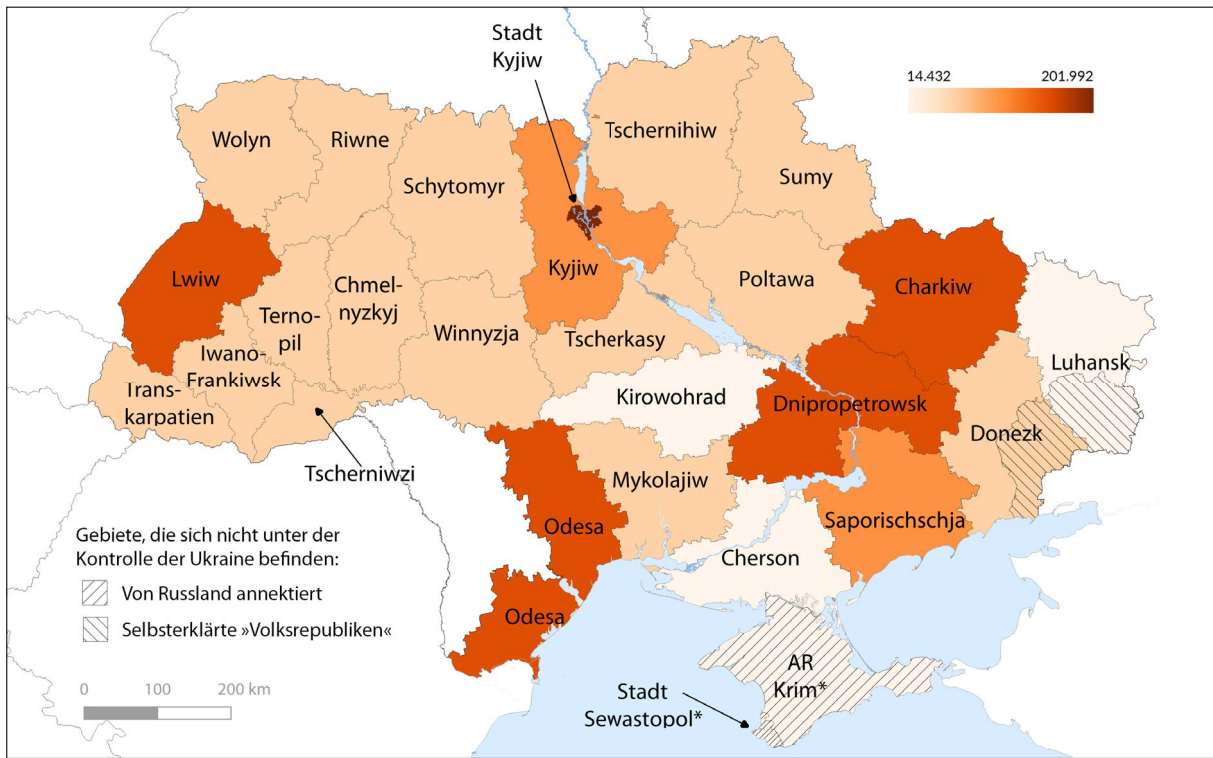 Stadt
Kyjiw
14.432
201.992
Wolyn
Riwne
Tschernihiw
Sumy
Schytomyr
Lwiw
Kyjiw
Poltawa
Charkiw
Chmel-
nyzkyj
Terno-
pil
Winnyzja
Tscherkasy
Iwano-
Frankiwsk
Luhansk
Trans-
karpatien
Kirowohrad
Dnipropetrowsk
Donezk
Tscherniwzi
Mykolajiw
Odesa
Saporischschja
Cherson
Gebiete, die sich nicht unter der
Kontrolle der Ukraine befinden:
Von Russland annektiert
Selbsterklärte »Volksrepubliken«
Odesa
AR
Krim*
Stadt
Sewastopol*
0
100
200 km